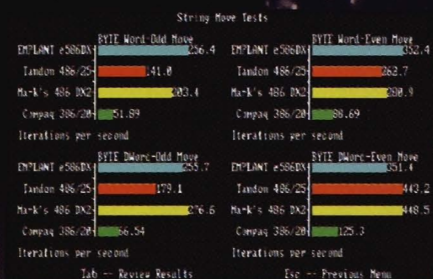 String Move Tests
BYTE Word-Odd Move
EMPLANT e586DX 256.4
Tandon 486/25 141.0
Mark's 486 DX2 203.4
Compaq 386/20 51.89
Iterations per second
BYTE Word-Even Move
EMPLANT e586DX 352.4
Tandon 486/25 262.7
Mark's 486 DX2 280.9
Compaq 386/20 88.69
Iterations per second
BYTE DWord-Odd Move
EMPLANT e586DX 255.7
Tandon 486/25 179.1
Mark's 486 DX2 276.6
Compaq 386/20 66.54
Iterations per second
BYTE DWord-Even Move
EMPLANT e586DX 351.4
Tandon 486/25 443.2
Mark's 486 DX2 448.5
Compaq 386/20 125.3
Iterations per second
Tab -- Review Results
Esc -- Previous Menu